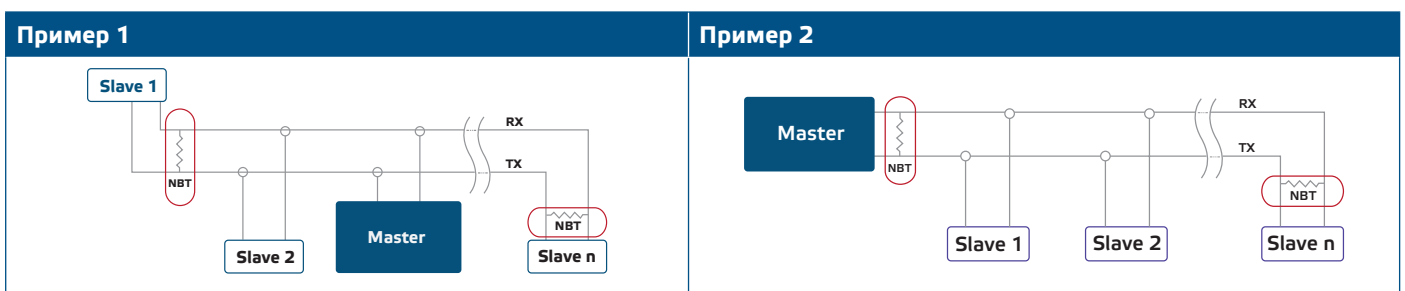 Пример 1
Slave 1
RX
TX
NBT
NBT
Master
Slave 2
Slave n
Пример 2
RX
Master
TX
NBT
NBT
Slave 1
Slave 2
Slave n